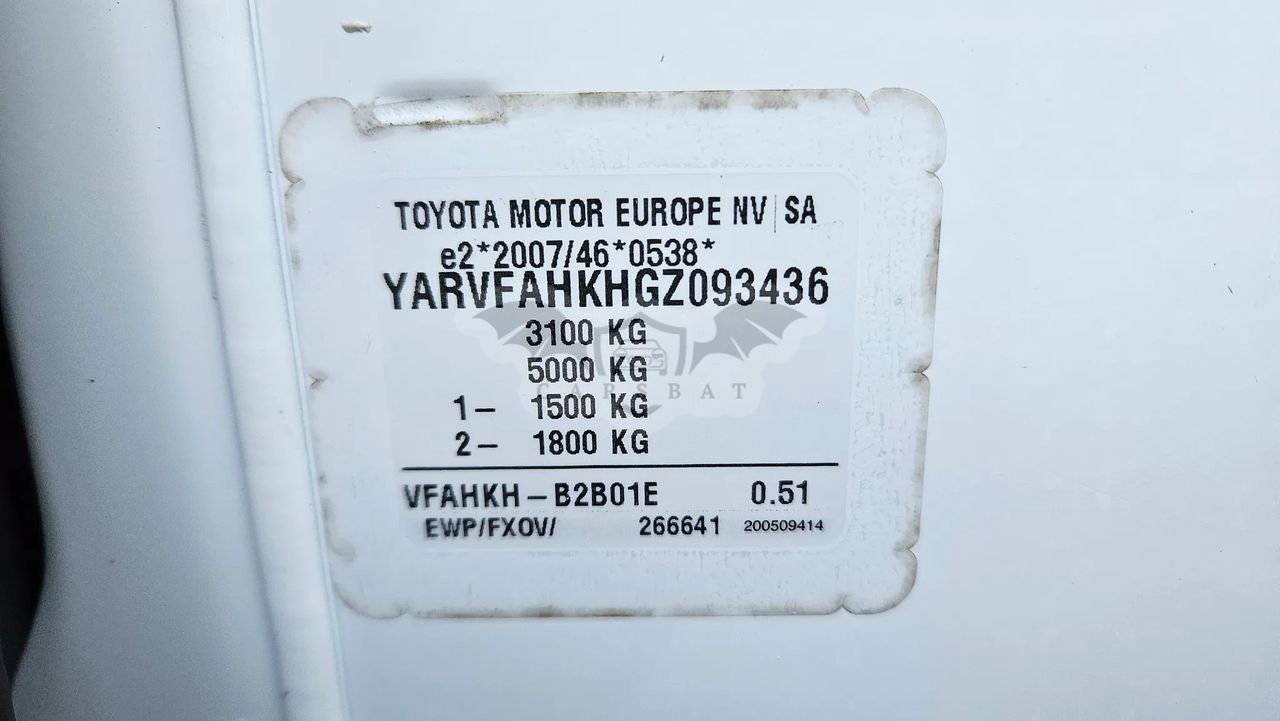 TOYOTA MOTOR EUROPE NV|SA
e2*2007/46*0538*
YARVFAHKHGZ093436
3100 KG
5000 KG
CARSBAT
1- 1500 KG
2- 1800 KG
VFAHKH-B2B01E 0.51
EWP/FXOV/ 266641 200509414